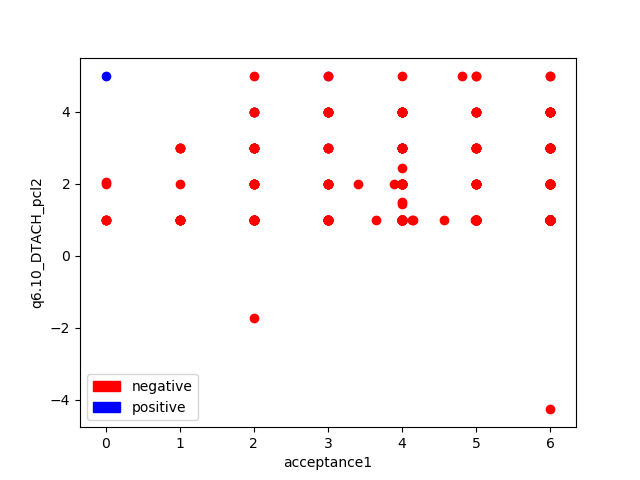 q6.10_DTACH_pcl2
4
2
0
−2
−4
negative
positive
0 1 2 3 4 5 6
acceptance1